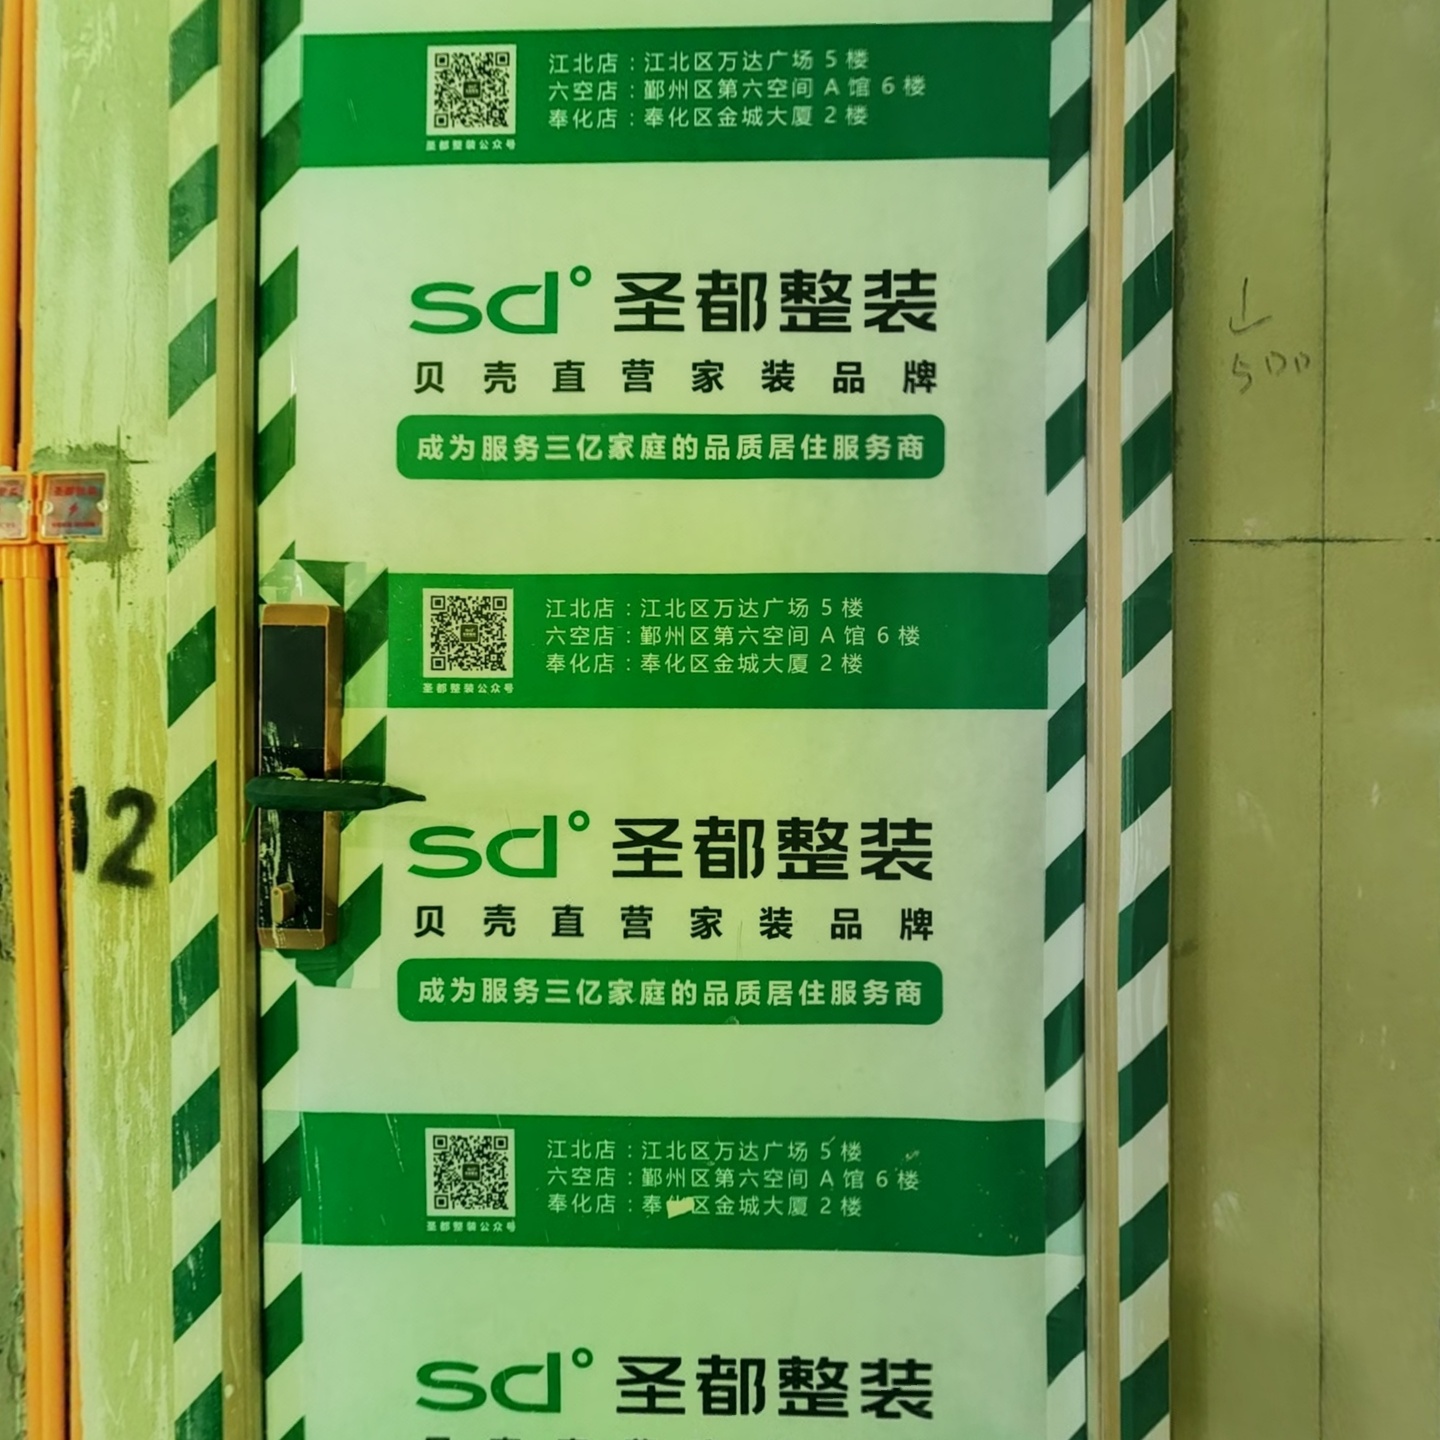 江北店：江北区万达广场 5 楼
六空店：鄞州区第六空间 A 馆 6 楼
奉化店：奉化区金城大厦 2 楼
圣都整装公众号
sd° 圣都整装
贝壳直营家装品牌
成为服务三亿家庭的品质居住服务商
↓
500
江北店：江北区万达广场 5 楼
六空店：鄞州区第六空间 A 馆 6 楼
奉化店：奉化区金城大厦 2 楼
圣都整装公众号
12
sd° 圣都整装
贝壳直营家装品牌
成为服务三亿家庭的品质居住服务商
江北店：江北区万达广场 5 楼
六空店：鄞州区第六空间 A 馆 6 楼
奉化店：奉化区金城大厦 2 楼
圣都整装公众号
sd° 圣都整装